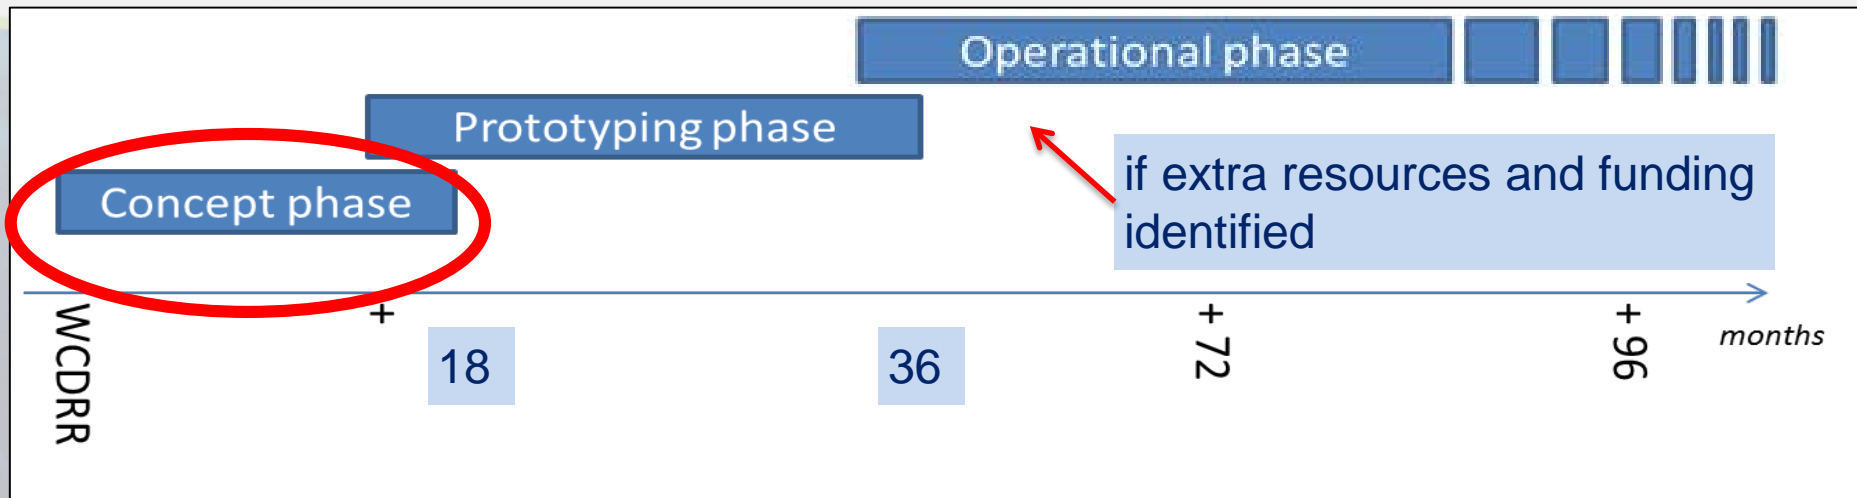 Operational phase
Prototyping phase
if extra resources and funding
identified
Concept phase
WCDRR
+
18
36
+ 72
+ 96
months